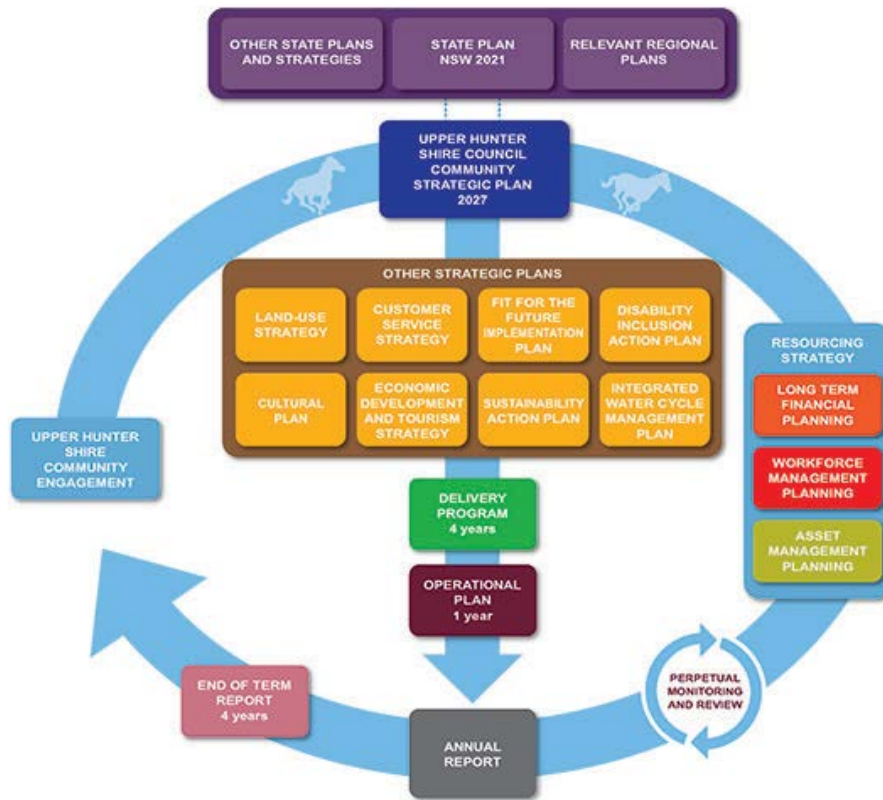 OTHER STATE PLANS
AND STRATEGIES
STATE PLAN
NSW 2021
RELEVANT REGIONAL
PLANS
UPPER HUNTER
SHIRE COUNCIL
COMMUNITY
STRATEGIC PLAN
2027
OTHER STRATEGIC PLANS
LAND-USE
STRATEGY
CUSTOMER
SERVICE
STRATEGY
FIT FOR THE
FUTURE
IMPLEMENTATION
PLAN
DISABILITY
INCLUSION
ACTION PLAN
CULTURAL
PLAN
ECONOMIC
DEVELOPMENT
AND TOURISM
STRATEGY
SUSTAINABILITY
ACTION PLAN
INTEGRATED
WATER CYCLE
MANAGEMENT
PLAN
RESOURCING
STRATEGY
LONG TERM
FINANCIAL
PLANNING
WORKFORCE
MANAGEMENT
PLANNING
ASSET
MANAGEMENT
PLANNING
UPPER HUNTER
SHIRE
COMMUNITY
ENGAGEMENT
DELIVERY
PROGRAM
4 years
OPERATIONAL
PLAN
1 year
PERPETUAL
MONITORING
AND REVIEW
END OF TERM
REPORT
4 years
ANNUAL
REPORT